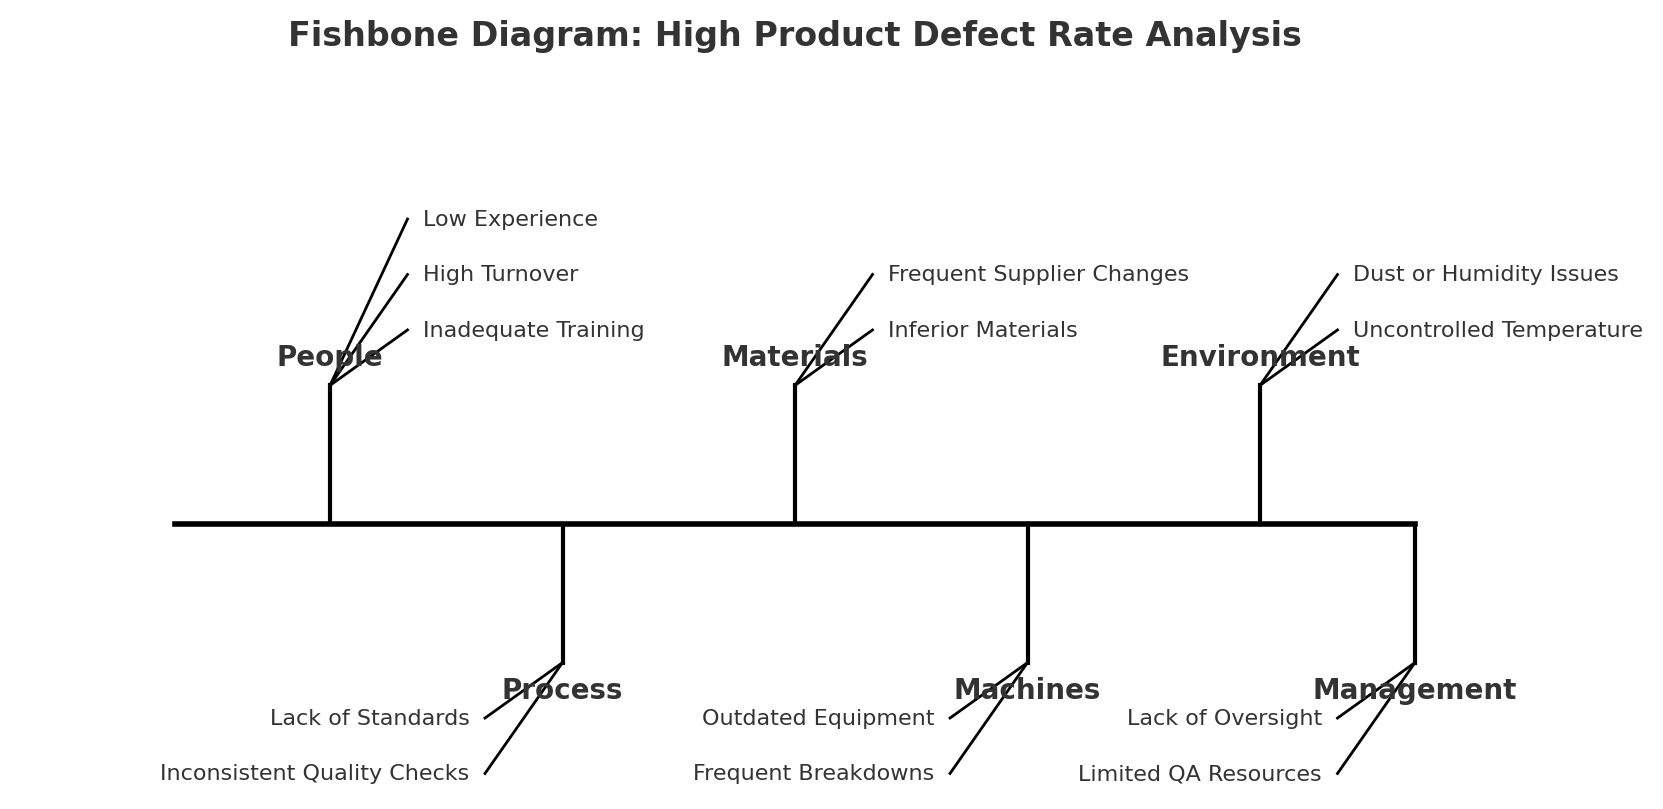 Fishbone Diagram: High Product Defect Rate Analysis
Low Experience
High Turnover
Inadequate Training
People
Frequent Supplier Changes
Inferior Materials
Materials
Dust or Humidity Issues
Uncontrolled Temperature
Environment
Process
Lack of Standards
Inconsistent Quality Checks
Machines
Outdated Equipment
Frequent Breakdowns
Management
Lack of Oversight
Limited QA Resources